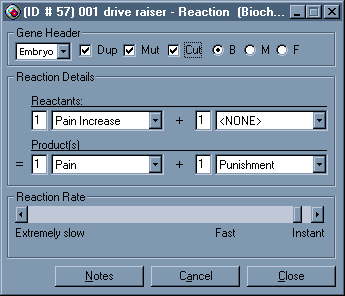 (ID # 57) 001 drive raiser - Reaction (Bioch...
Gene Header
Embryo Dup Mut Cut B M F
Reaction Details
Reactants:
1 Pain Increase + 1 <NONE>
Product(s)
= 1 Pain + 1 Punishment
Reaction Rate
Extremely slow Fast Instant
Notes Cancel Close